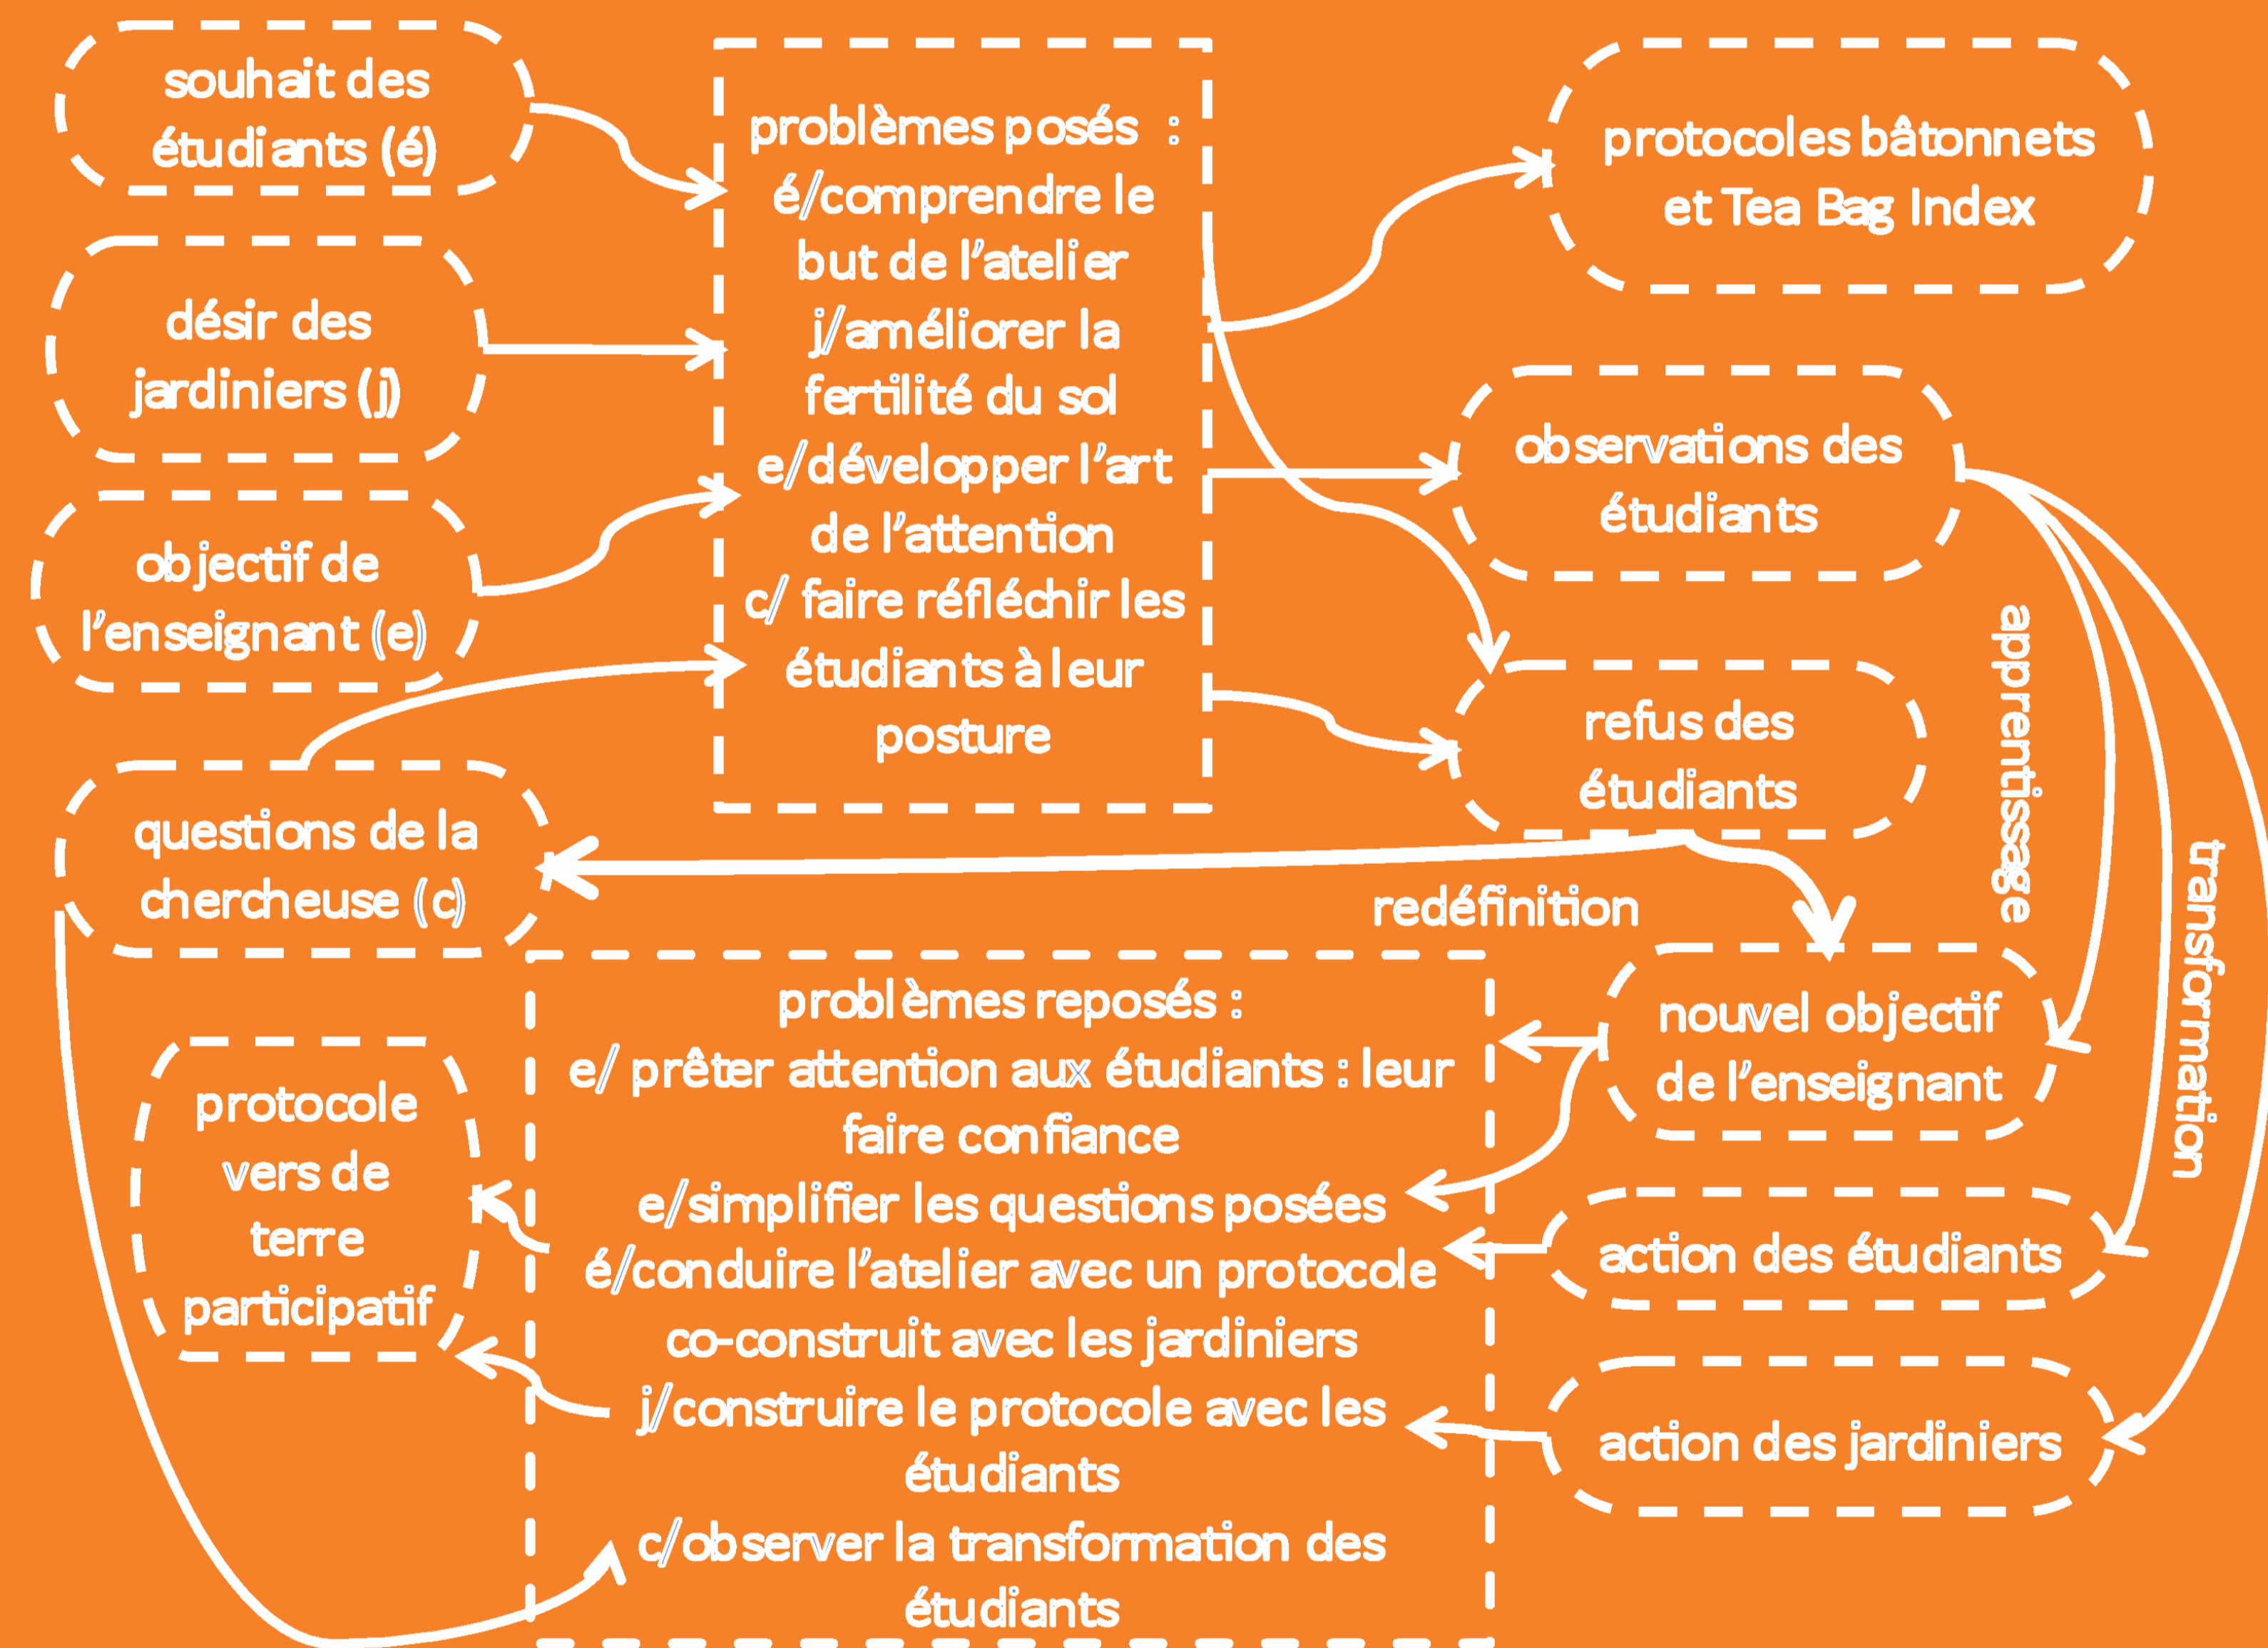 souhait des
étudiants (é)
désir des
jardiniers (j)
objectif de
l'enseignant (e)
questions de la
chercheuse (c)
problèmes posés :
é/comprendre le
but de l'atelier
j/améliorer la
fertilité du sol
e/développer l'art
de l'attention
c/ faire réfléchir les
étudiants à leur
posture
protocoles bâtonnets
et Tea Bag Index
observations des
étudiants
refus des
étudiants
apprentissage
transformation
redéfinition
nouvel objectif
de l'enseignant
action des étudiants
action des jardiniers
problèmes reposés :
e/ prêter attention aux étudiants : leur
faire confiance
e/simplifier les questions posées
é/conduire l'atelier avec un protocole
co-construit avec les jardiniers
j/construire le protocole avec les
étudiants
c/observer la transformation des
étudiants
protocole
vers de
terre
participatif